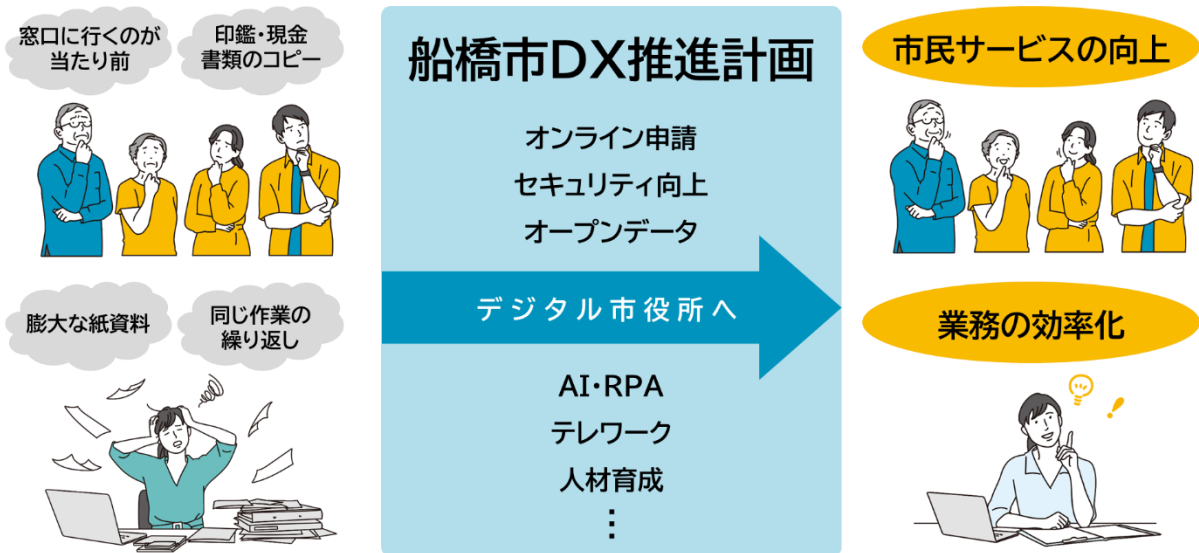 窓口に行くのが
当たり前
印鑑・現金
書類のコピー
膨大な紙資料
同じ作業の
繰り返し
船橋市DX推進計画
オンライン申請
セキュリティ向上
オープンデータ
デジタル市役所へ
AI・RPA
テレワーク
人材育成
⋮
市民サービスの向上
業務の効率化